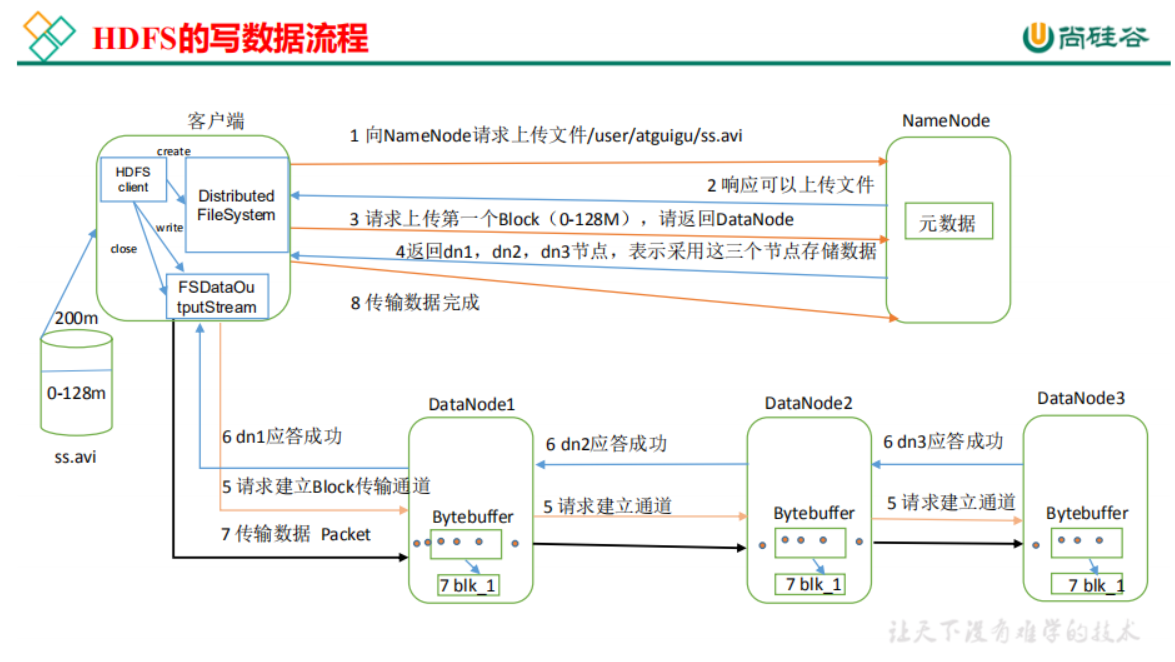 HDFS的写数据流程
尚硅谷
客户端
NameNode
create
HDFS
client
Distributed
FileSystem
write
close
FSDataOu
tputStream
1 向NameNode请求上传文件/user/atguigu/ss.avi
2 响应可以上传文件
3 请求上传第一个Block（0-128M），请返回DataNode
4返回dn1，dn2，dn3节点，表示采用这三个节点存储数据
8 传输数据完成
元数据
200m
0-128m
ss.avi
DataNode1
DataNode2
DataNode3
6 dn1应答成功
6 dn2应答成功
6 dn3应答成功
5 请求建立Block传输通道
5 请求建立通道
5 请求建立通道
7 传输数据 Packet
Bytebuffer
Bytebuffer
Bytebuffer
7 blk_1
7 blk_1
7 blk_1
让天下没有难学的技术